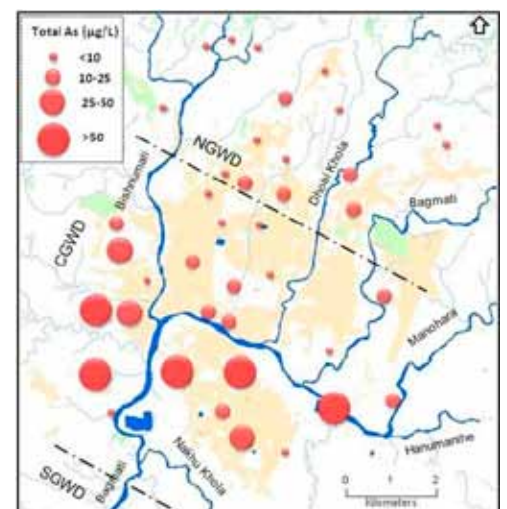 Total As (µg/L)
<10
10-25
25-50
>50
NGWD
Bishnumati
Dhobi Khola
Bagmati
CGWD
Manohara
Hanumante
Nakhu Khola
SGWD
Bagmati
0 1 2
Kilometers